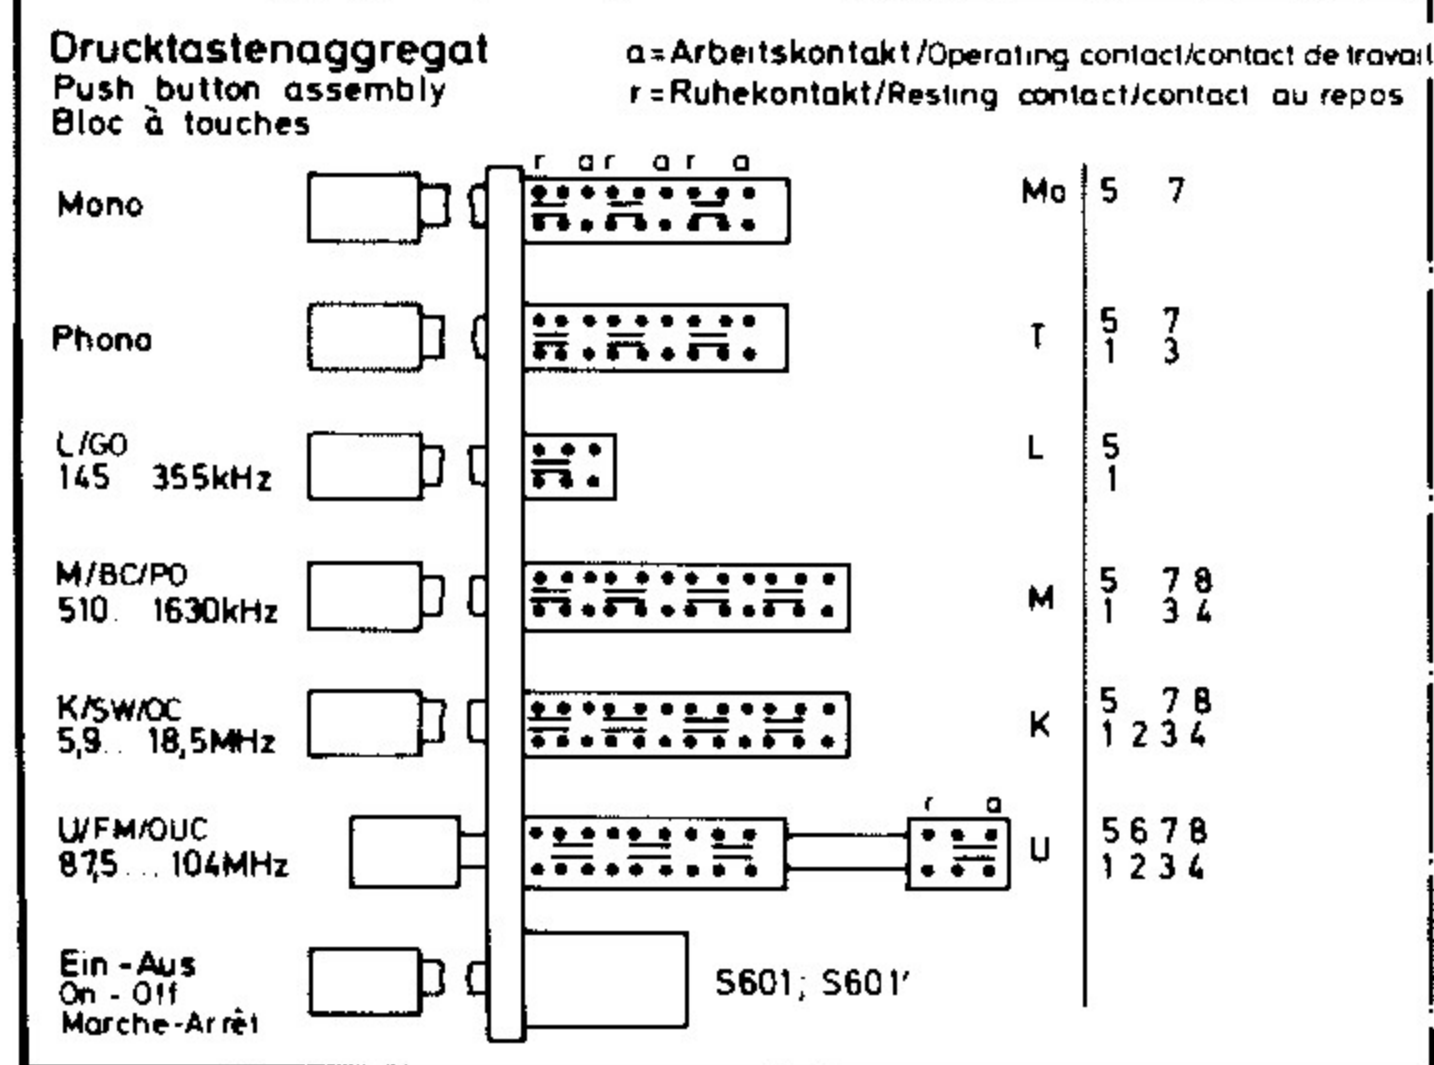 Drucktastenaggregat
Push button assembly
Bloc à touches
a=Arbeitskontakt/Operating contact/contact de travail
r=Ruhekontakt/Resting contact/contact au repos
r a r a r a
Mono
Mo 5 7
Phono
T 5 7
1 3
L/GO
145 355kHz
L 5
1
M/BC/PO
510. 1630kHz
M 5 7 8
1 3 4
K/SW/OC
5,9.. 18,5MHz
K 5 7 8
1 2 3 4
r a
U/FM/OUC
87,5... 104MHz
U 5 6 7 8
1 2 3 4
Ein-Aus
On-Off
Marche-Arrêt
S601; S601'